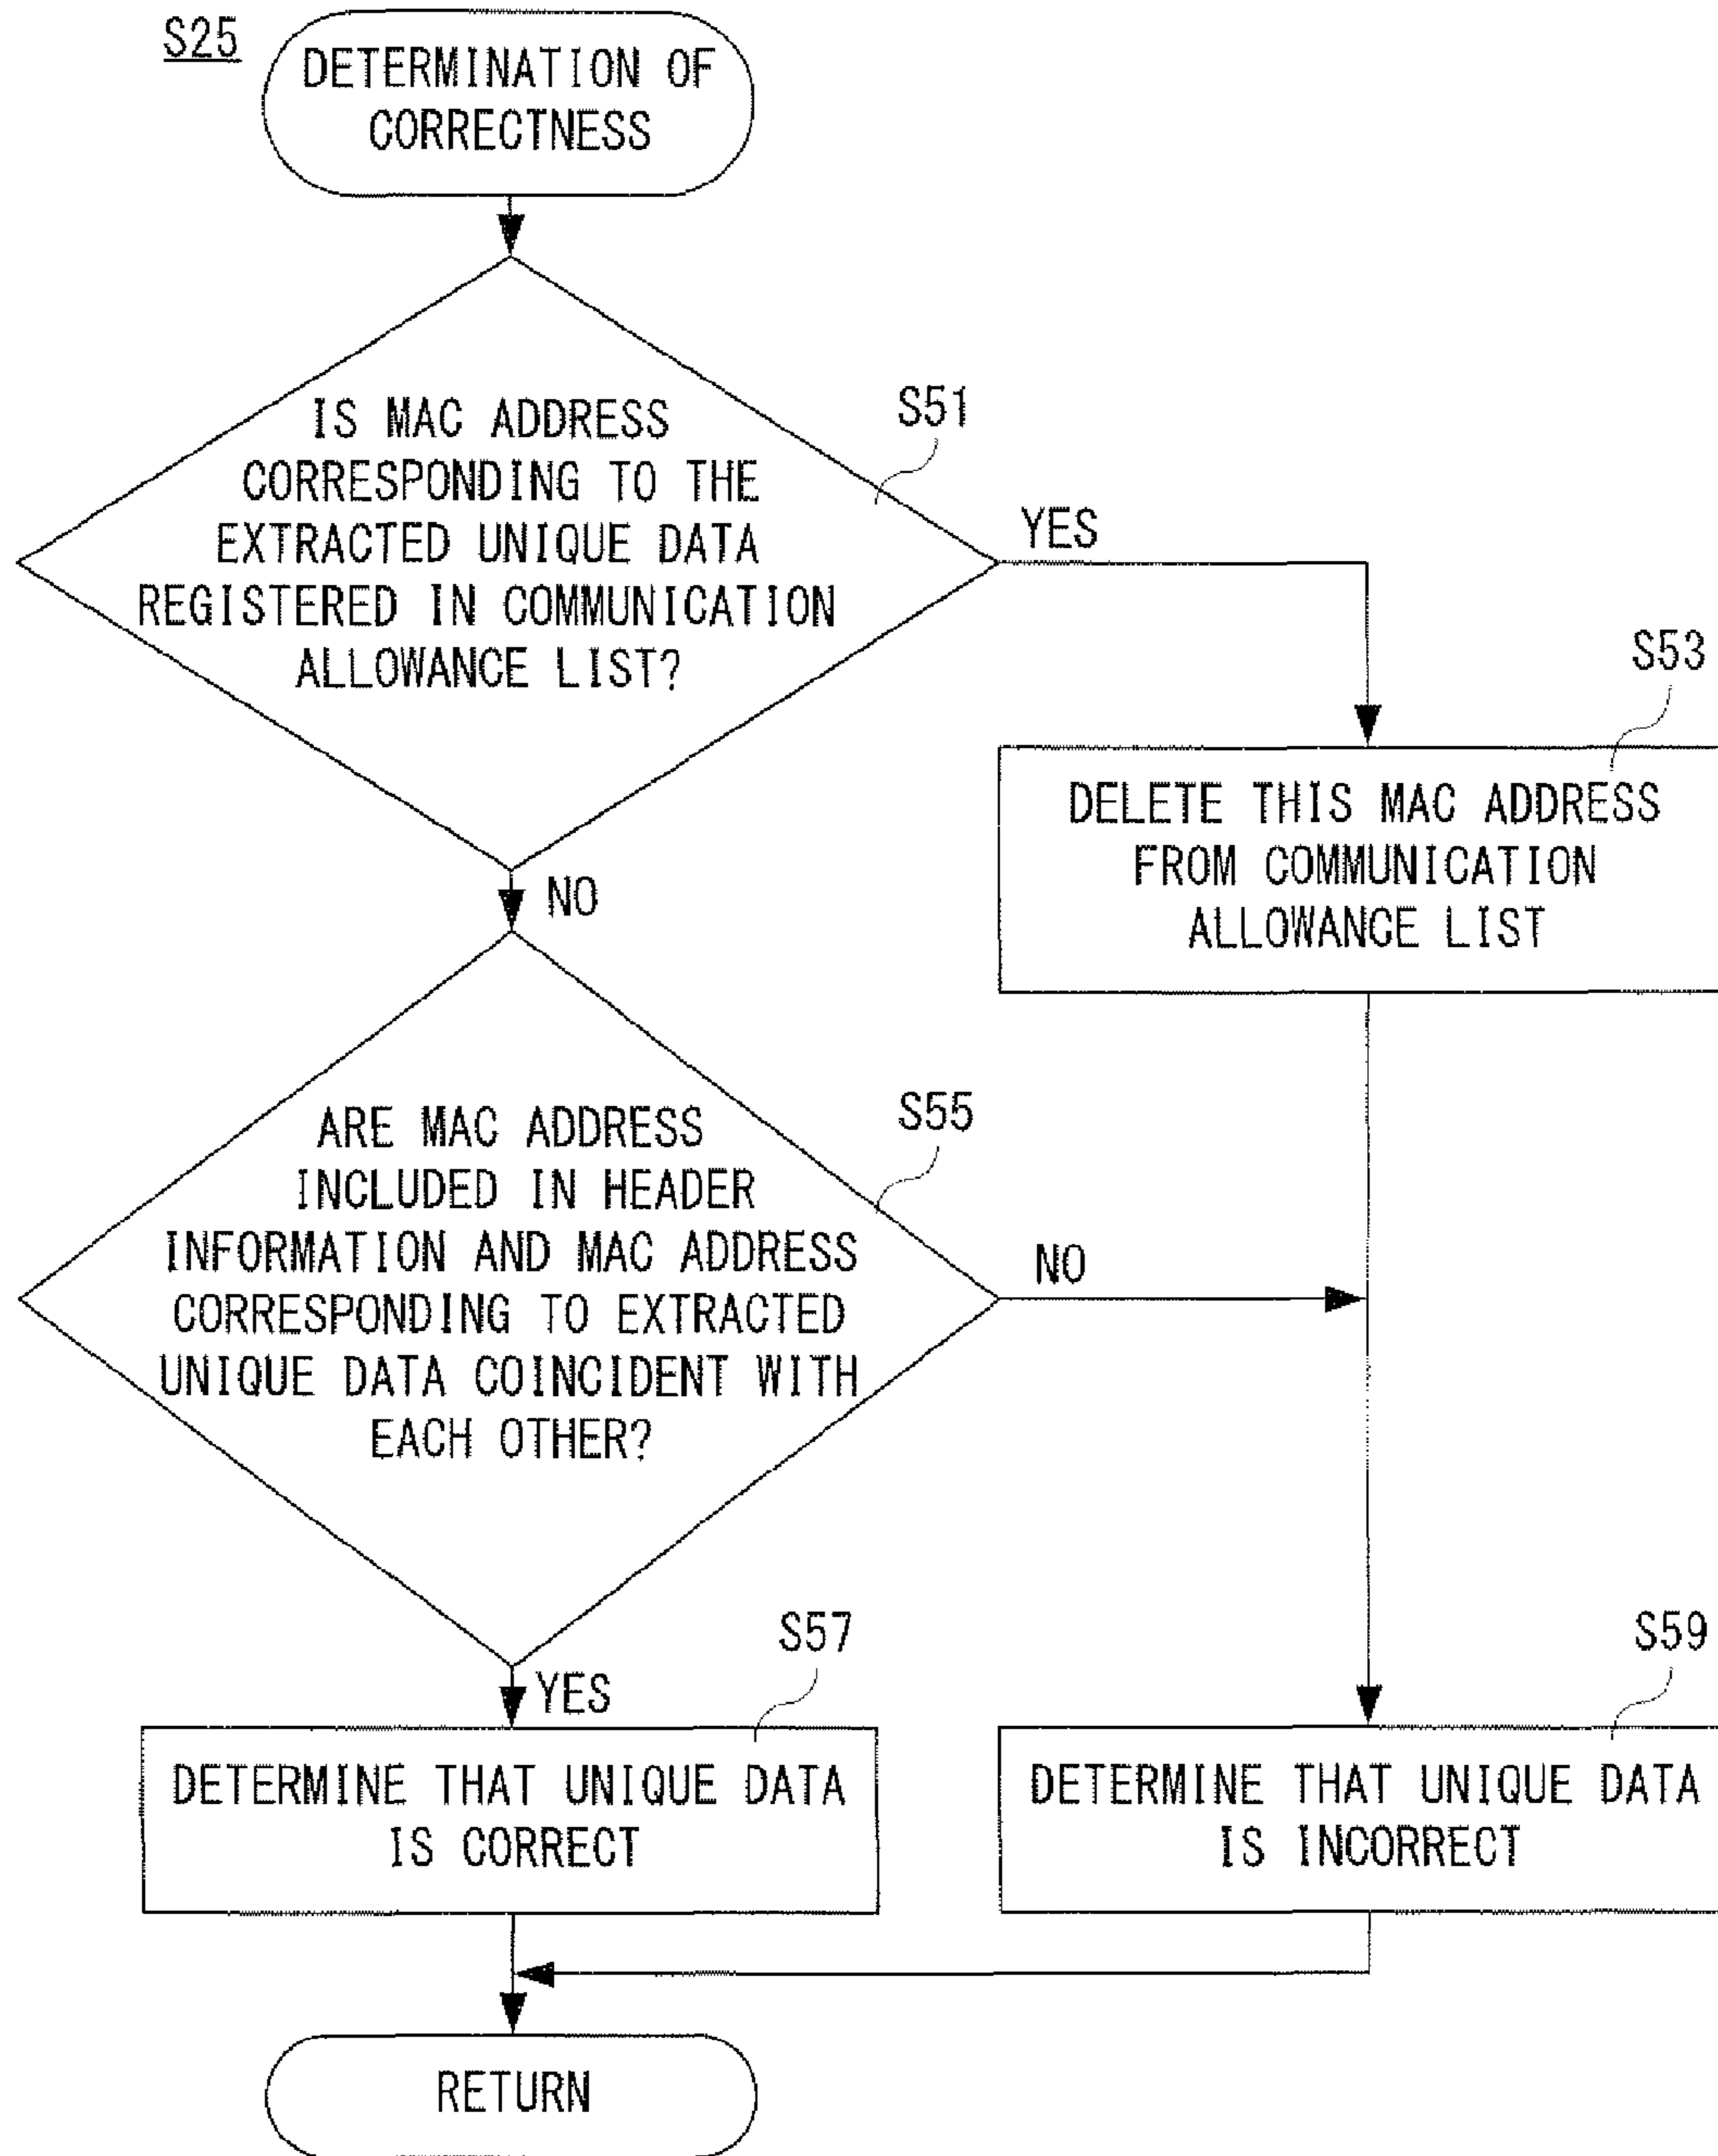 S25
DETERMINATION OF
CORRECTNESS
IS MAC ADDRESS
CORRESPONDING TO THE
EXTRACTED UNIQUE DATA
REGISTERED IN COMMUNICATION
ALLOWANCE LIST?
S51
YES
S53
DELETE THIS MAC ADDRESS
FROM COMMUNICATION
ALLOWANCE LIST
NO
ARE MAC ADDRESS
INCLUDED IN HEADER
INFORMATION AND MAC ADDRESS
CORRESPONDING TO EXTRACTED
UNIQUE DATA COINCIDENT WITH
EACH OTHER?
S55
NO
YES
S57
DETERMINE THAT UNIQUE DATA
IS CORRECT
S59
DETERMINE THAT UNIQUE DATA
IS INCORRECT
RETURN